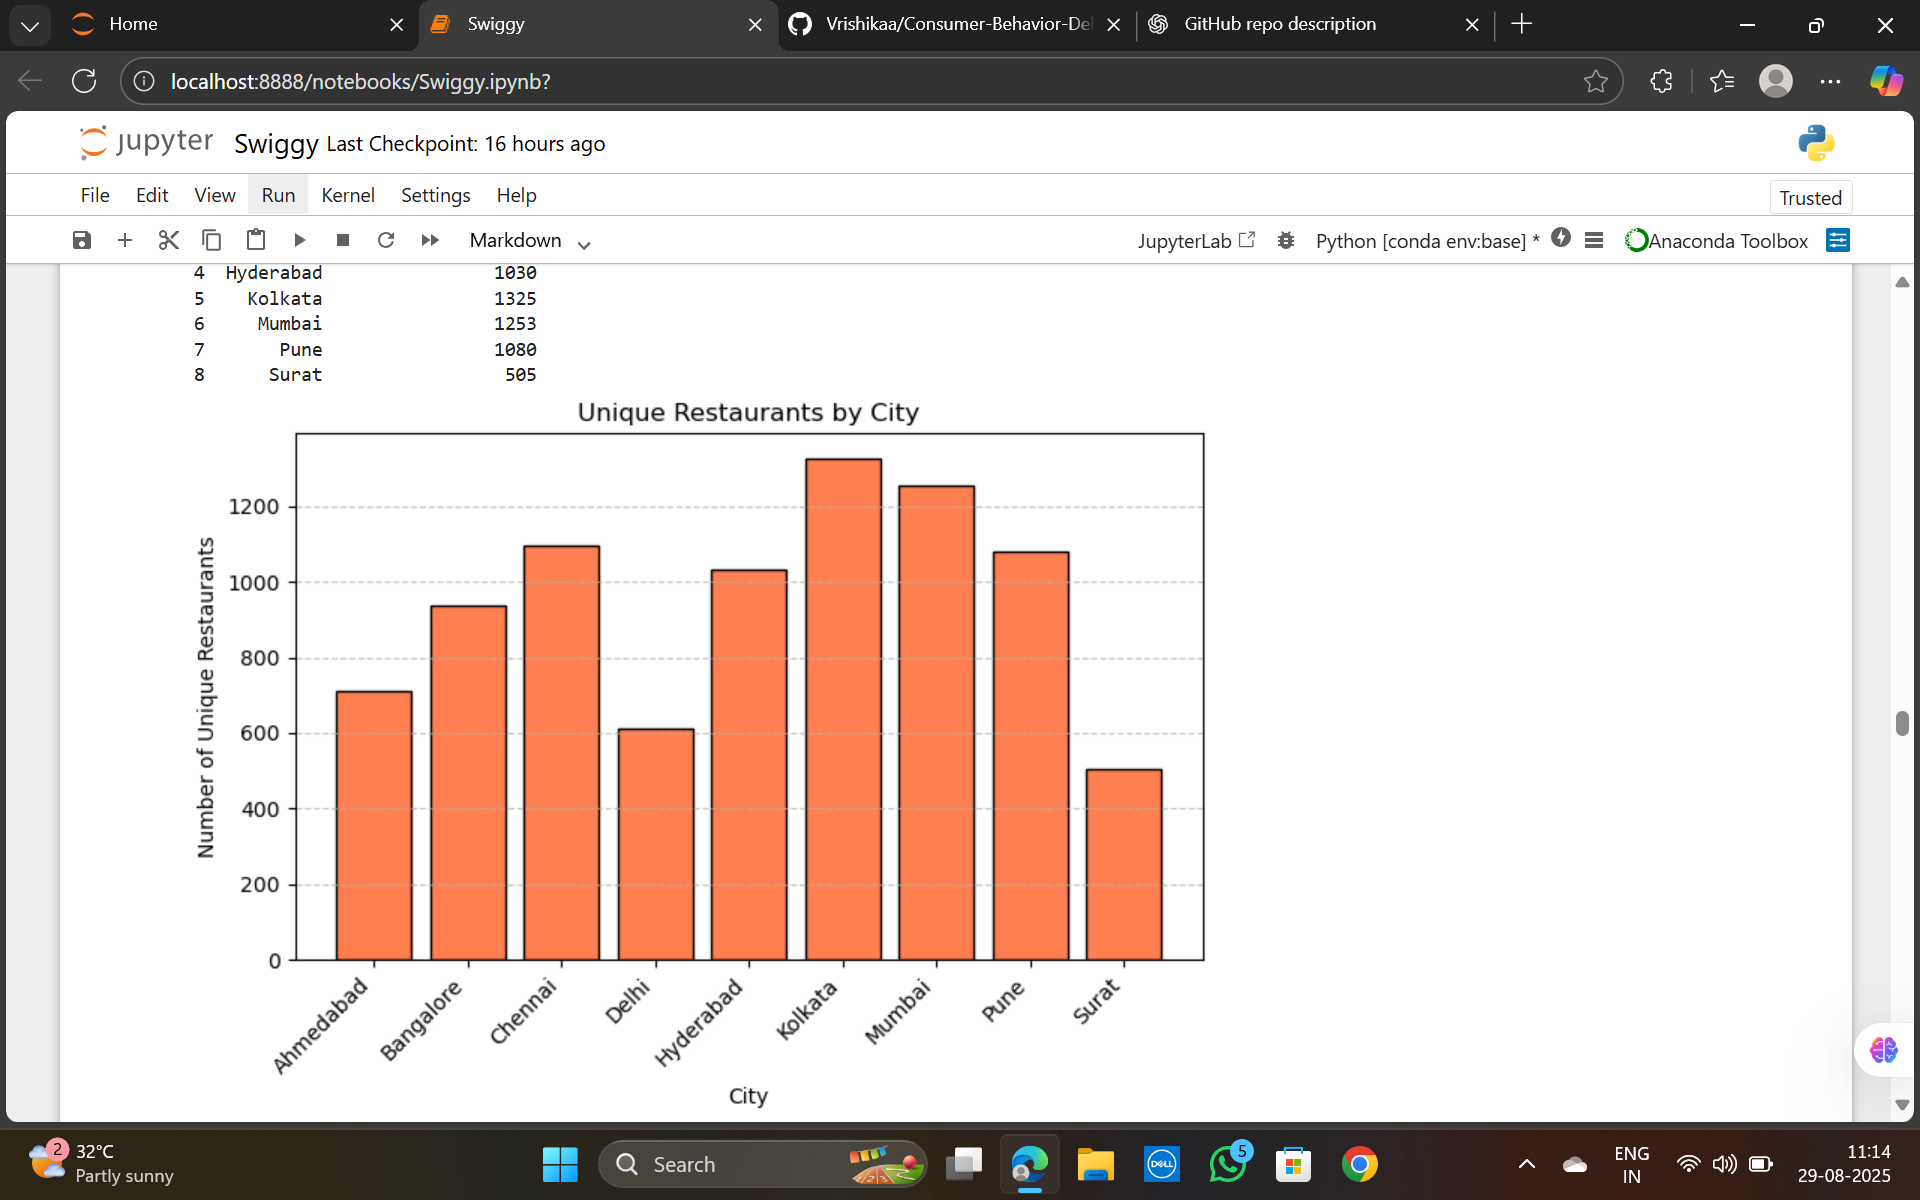 Home
Swiggy
Vrishikaa/Consumer-Behavior-De
GitHub repo description
localhost:8888/notebooks/Swiggy.ipynb?
jupyter Swiggy Last Checkpoint: 16 hours ago
File Edit View Run Kernel Settings Help
Trusted
Markdown
JupyterLab
Python [conda env:base] *
Anaconda Toolbox
4 Hyderabad 1030
5 Kolkata 1325
6 Mumbai 1253
7 Pune 1080
8 Surat 505
Unique Restaurants by City
Number of Unique Restaurants
1200
1000
800
600
400
200
0
Ahmedabad
Bangalore
Chennai
Delhi
Hyderabad
Kolkata
Mumbai
Pune
Surat
City
2
32°C
Partly sunny
Search
DELL
5
ENG
IN
11:14
29-08-2025